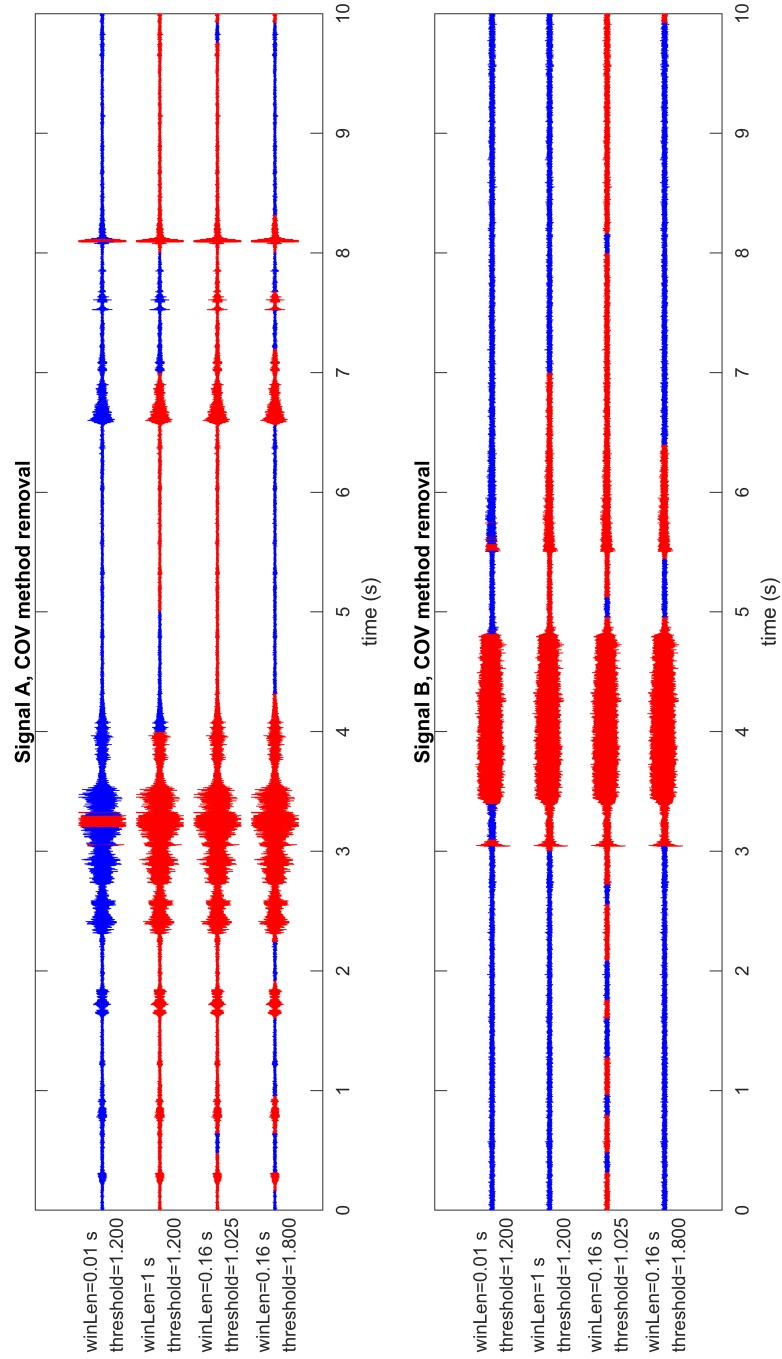 Signal A, COV method removal
winLen=0.01 s
threshold=1.200
winLen=1 s
threshold=1.200
winLen=0.16 s
threshold=1.025
winLen=0.16 s
threshold=1.800
0 1 2 3 4 5 6 7 8 9 10
time (s)
Signal B, COV method removal
winLen=0.01 s
threshold=1.200
winLen=1 s
threshold=1.200
winLen=0.16 s
threshold=1.025
winLen=0.16 s
threshold=1.800
0 1 2 3 4 5 6 7 8 9 10
time (s)